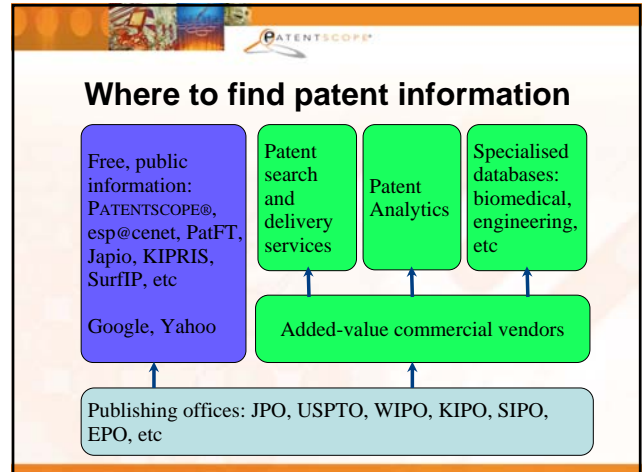 PATENTSCOPE®
Where to find patent information
Free, public
information:
PATENTSCOPE®,
esp@cenet, PatFT,
Japio, KIPRIS,
SurfIP, etc
Google, Yahoo
Patent
search
and
delivery
services
Patent
Analytics
Specialised
databases:
biomedical,
engineering,
etc
Added-value commercial vendors
Publishing offices: JPO, USPTO, WIPO, KIPO, SIPO,
EPO, etc